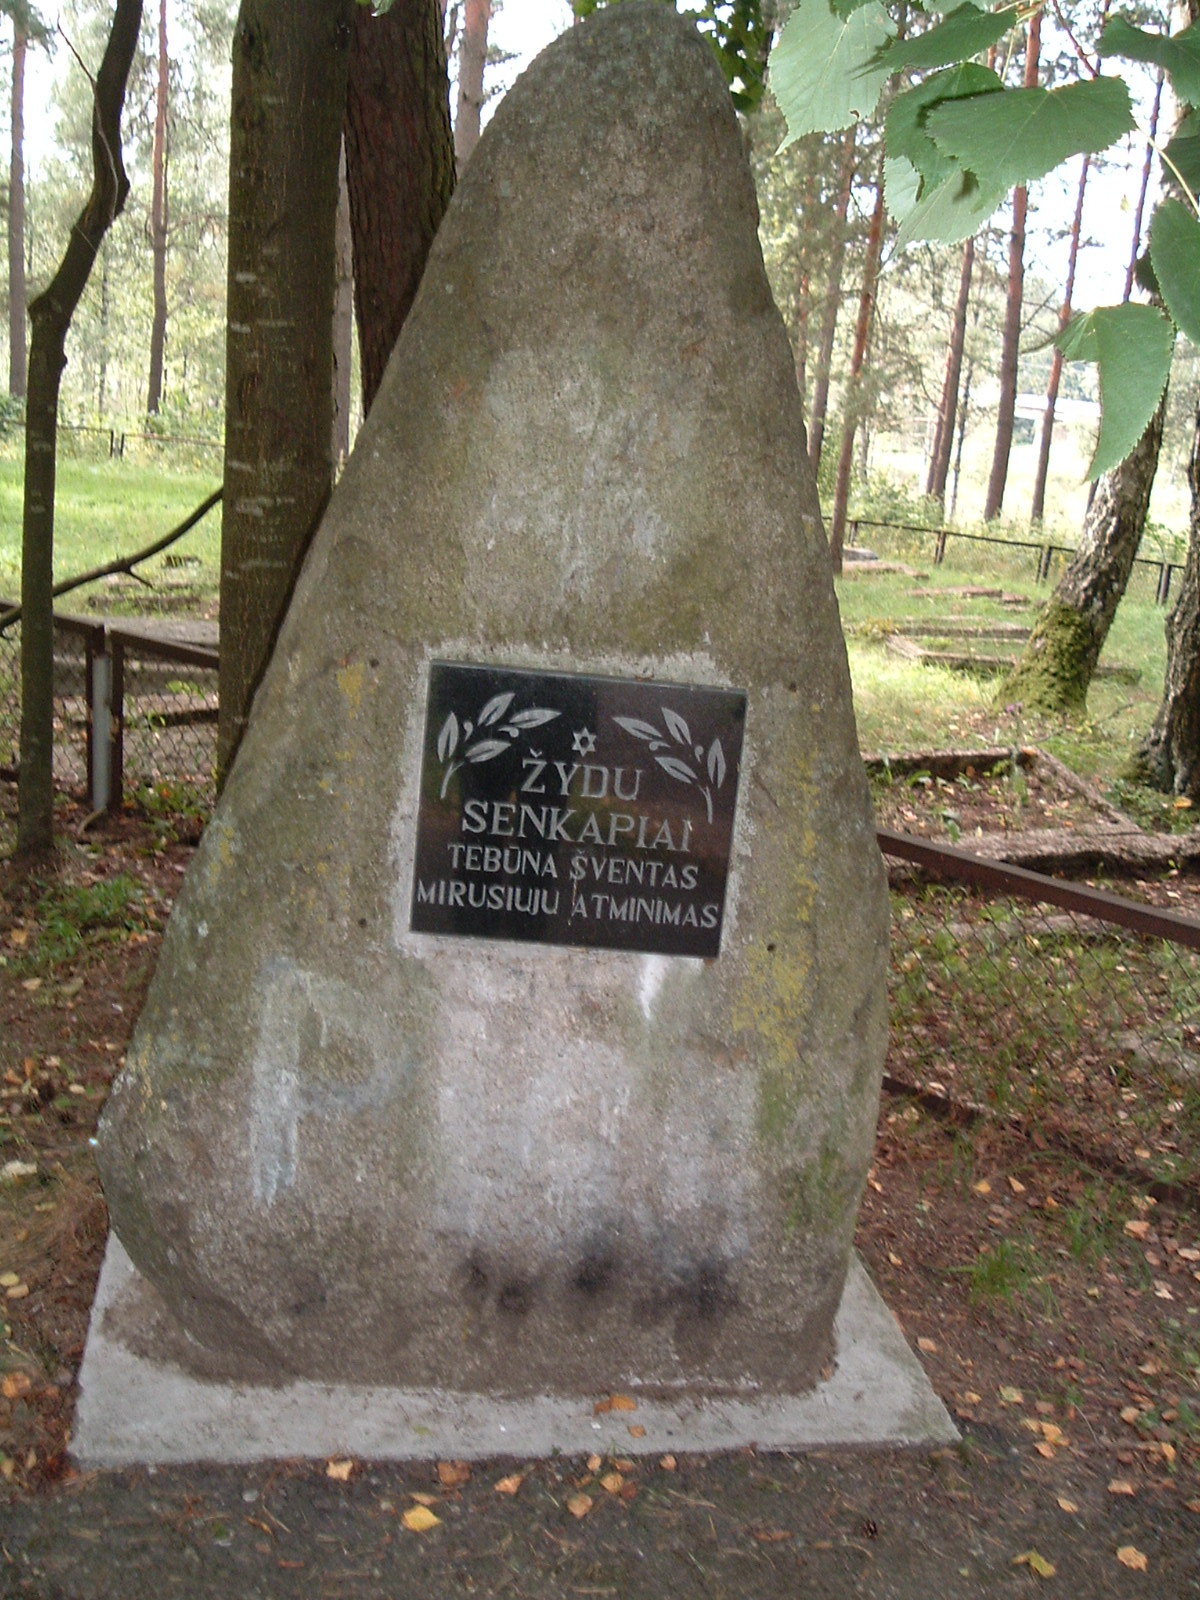 ŽYDU
SENKAPIAI
TEBŪNA ŠVENTAS
MIRUSIUJU ATMINIMAS